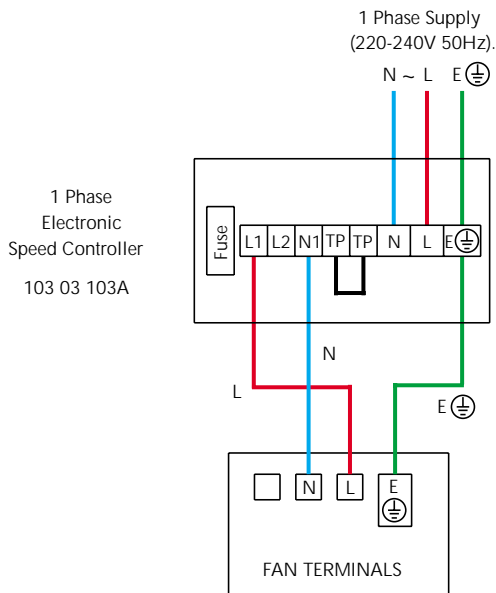 1 Phase Supply
(220-240V 50Hz).
N ~ L E
1 Phase
Electronic
Speed Controller
103 03 103A
Fuse
L1 L2 N1 TP TP N L E
N
L
E
N L E
FAN TERMINALS